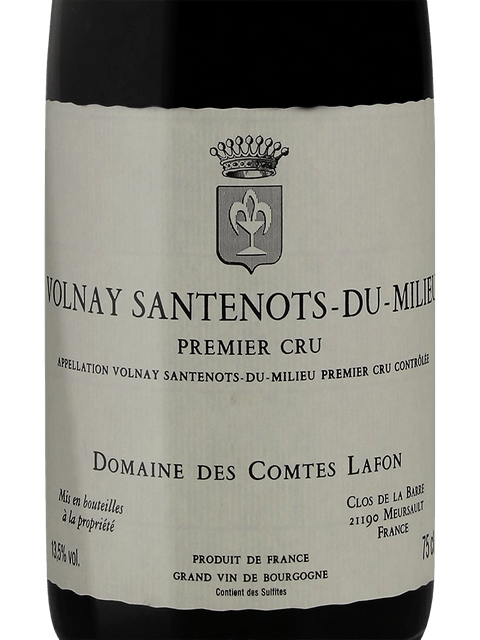 VOLNAY SANTENOTS-DU-MILIEU
PREMIER CRU
APPELLATION VOLNAY SANTENOTS-DU-MILIEU PREMIER CRU CONTRÔLÉE
DOMAINE DES COMTES LAFON
Mis en bouteilles
à la propriété
CLOS DE LA BARRE
21190 MEURSAULT
FRANCE
13,5% vol.
75 cl
PRODUIT DE FRANCE
GRAND VIN DE BOURGOGNE
Contient des Sulfites